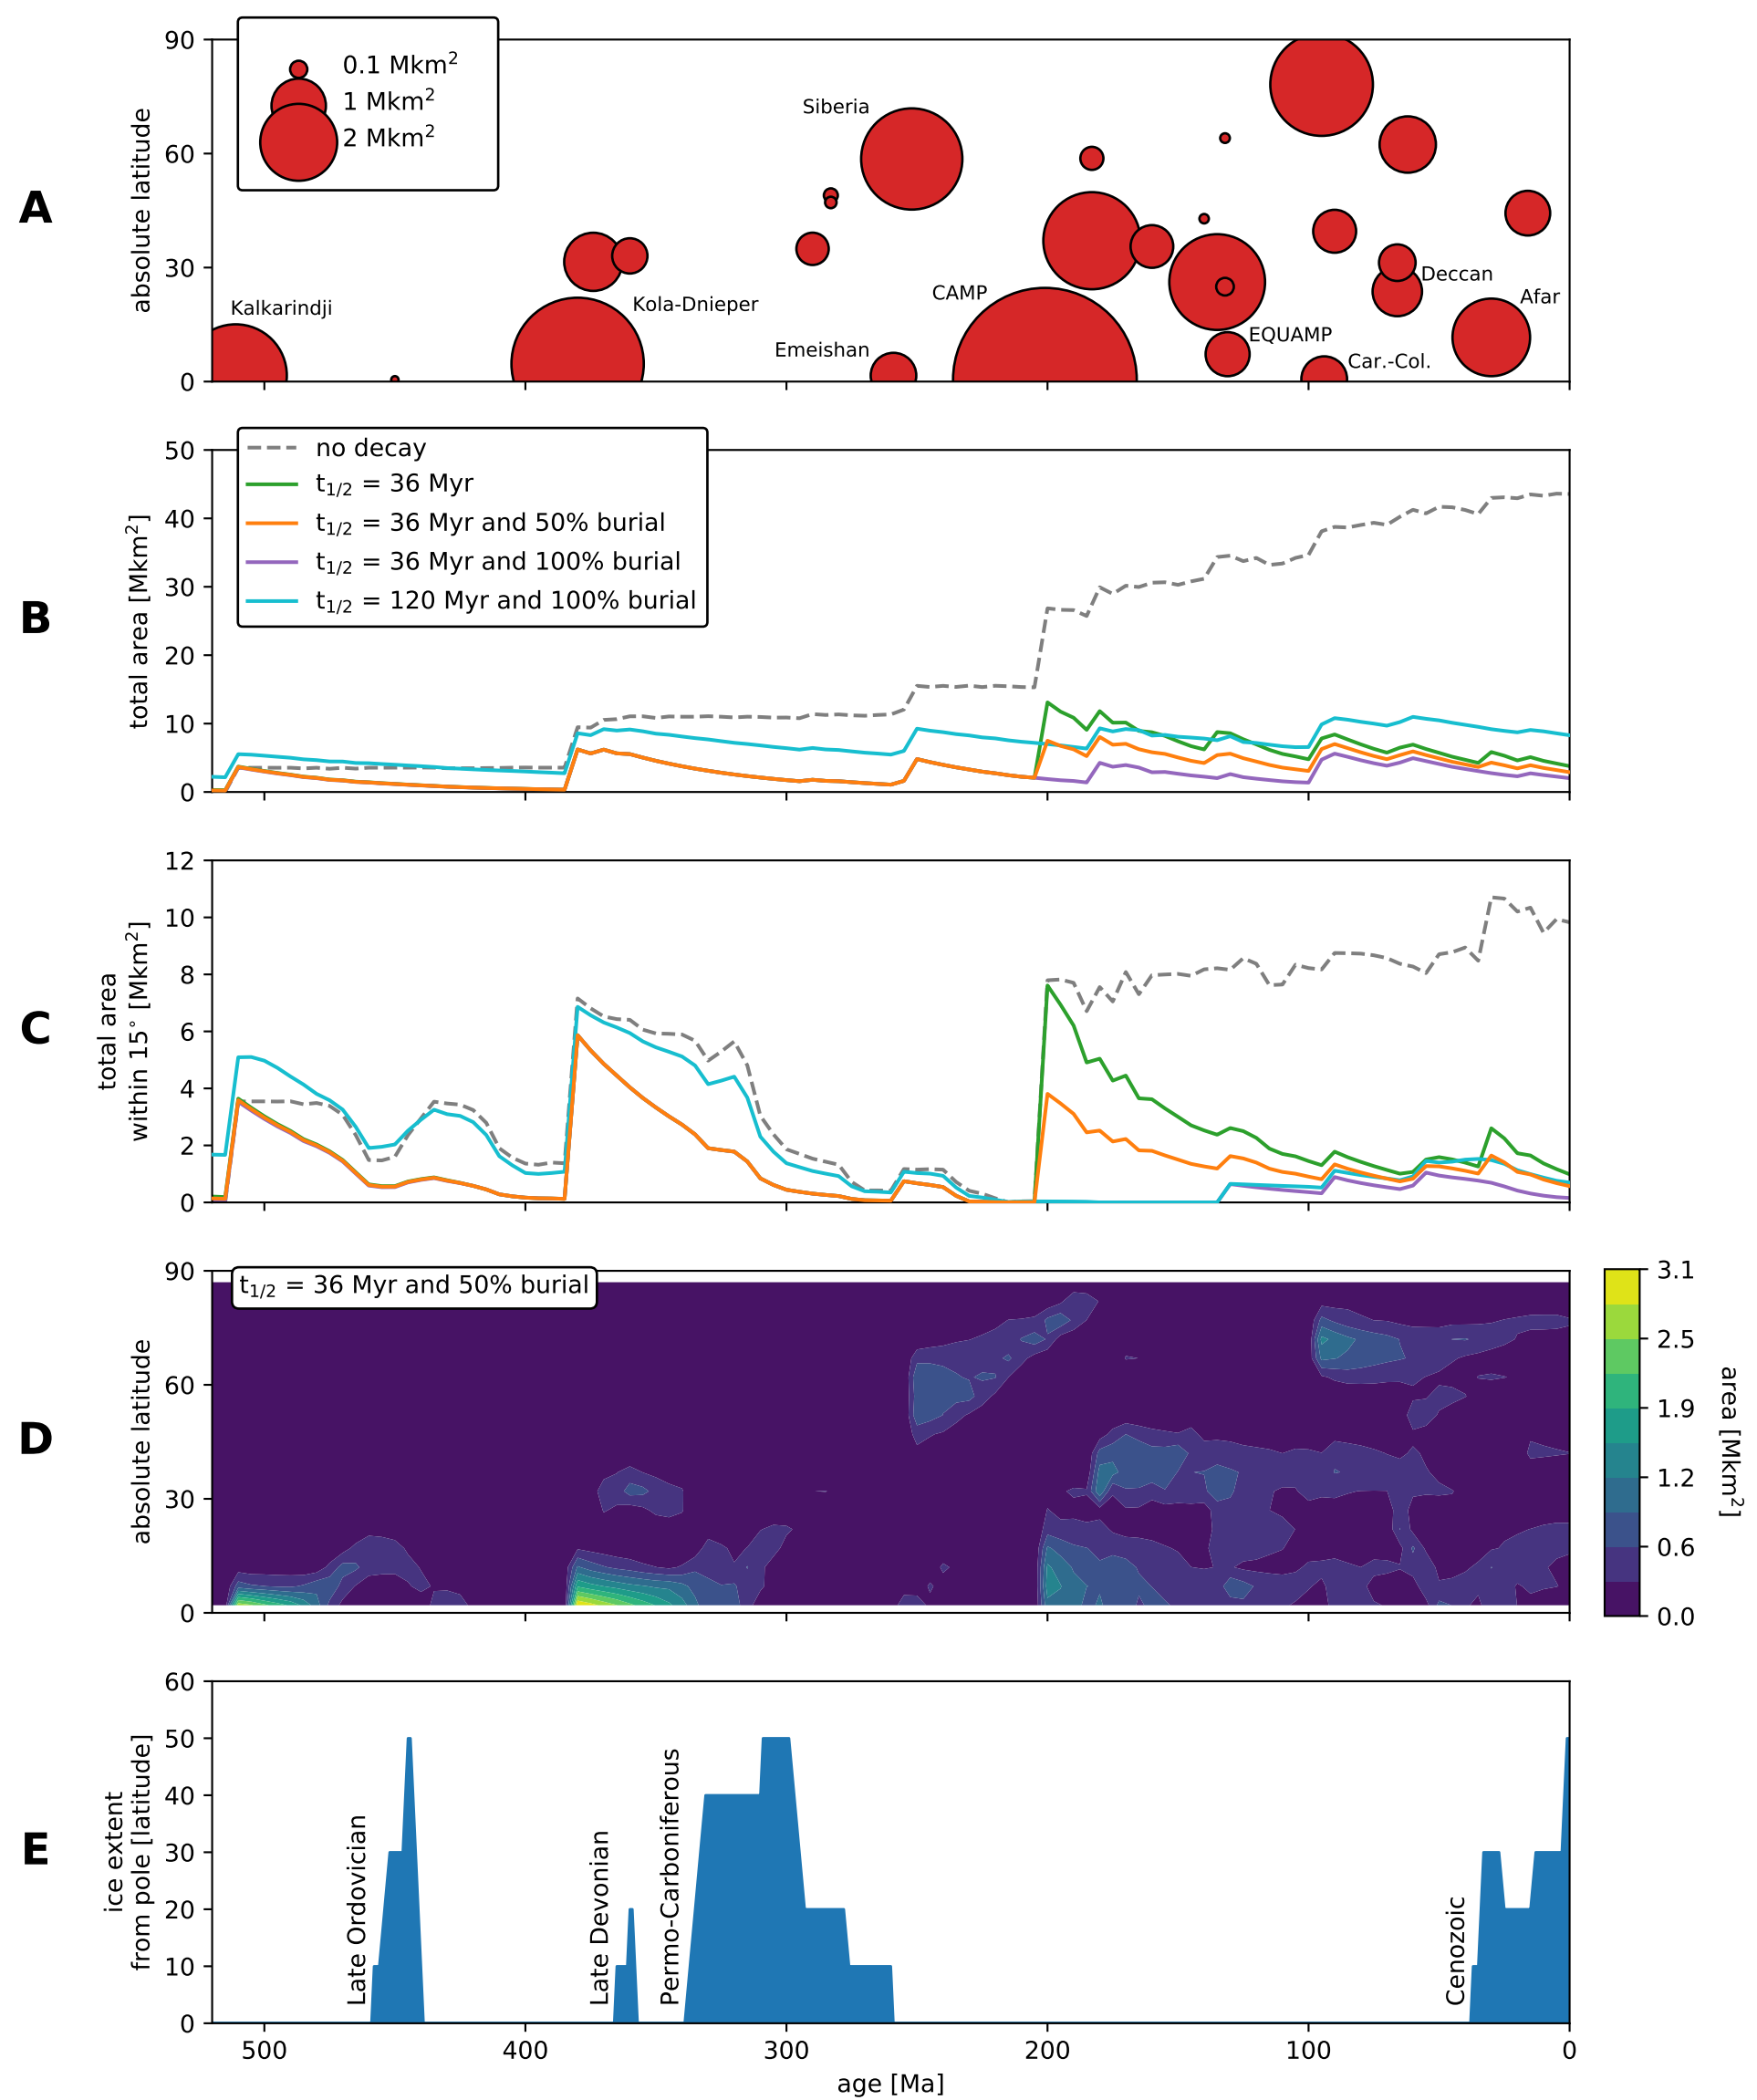 A
90
60
30
0
absolute latitude
0.1 Mkm²
1 Mkm²
2 Mkm²
Kalkarindji
Kola-Dnieper
Siberia
Emeishan
CAMP
EQUAMP
Car.-Col.
Deccan
Afar
B
50
40
30
20
10
0
total area [Mkm²]
no decay
t₁/₂ = 36 Myr
t₁/₂ = 36 Myr and 50% burial
t₁/₂ = 36 Myr and 100% burial
t₁/₂ = 120 Myr and 100% burial
C
12
10
8
6
4
2
0
total area
within 15° [Mkm²]
D
90
60
30
0
absolute latitude
t₁/₂ = 36 Myr and 50% burial
3.1
2.5
1.9
1.2
0.6
0.0
area [Mkm²]
E
60
50
40
30
20
10
0
ice extent
from pole [latitude]
Late Ordovician
Late Devonian
Permo-Carboniferous
Cenozoic
500
400
300
200
100
0
age [Ma]